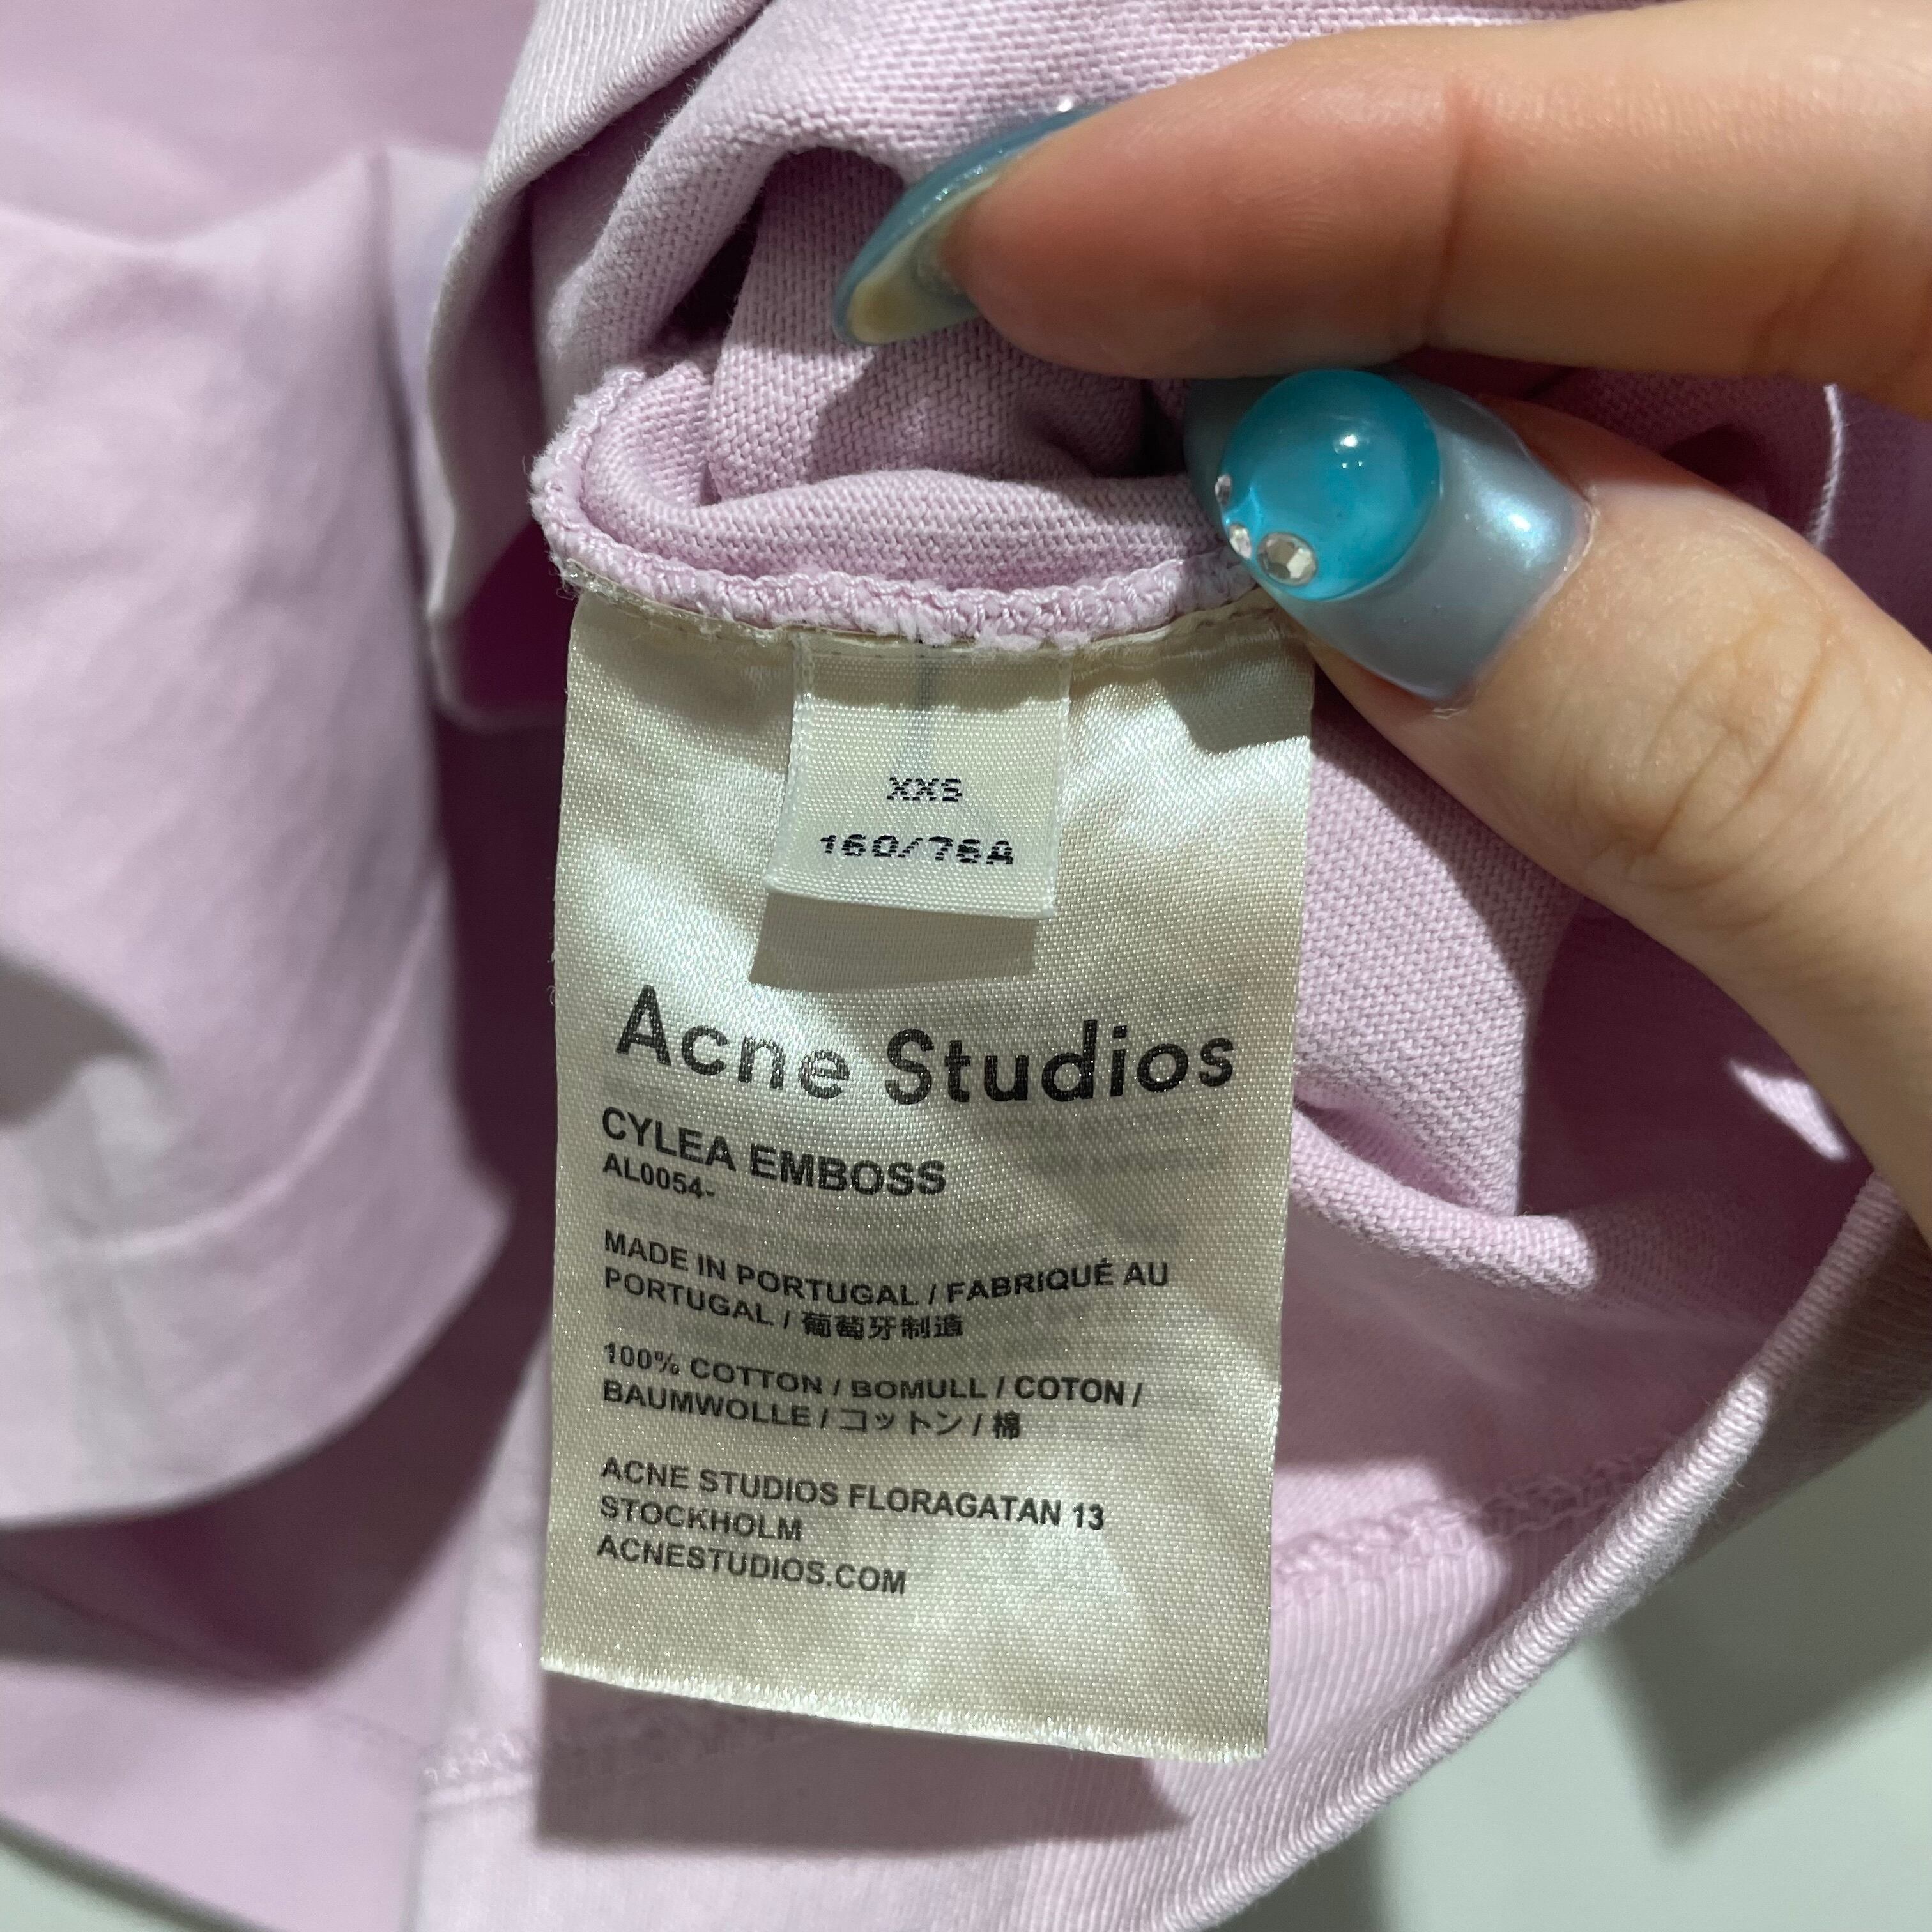 XXS
160/76A
Acne Studios
CYLEA EMBOSS
AL0054-
MADE IN PORTUGAL / FABRIQUÉ AU
PORTUGAL / 葡萄牙制造
100% COTTON / BOMULL / COTON /
BAUMWOLLE / コットン / 棉
ACNE STUDIOS FLORAGATAN 13
STOCKHOLM
ACNESTUDIOS.COM